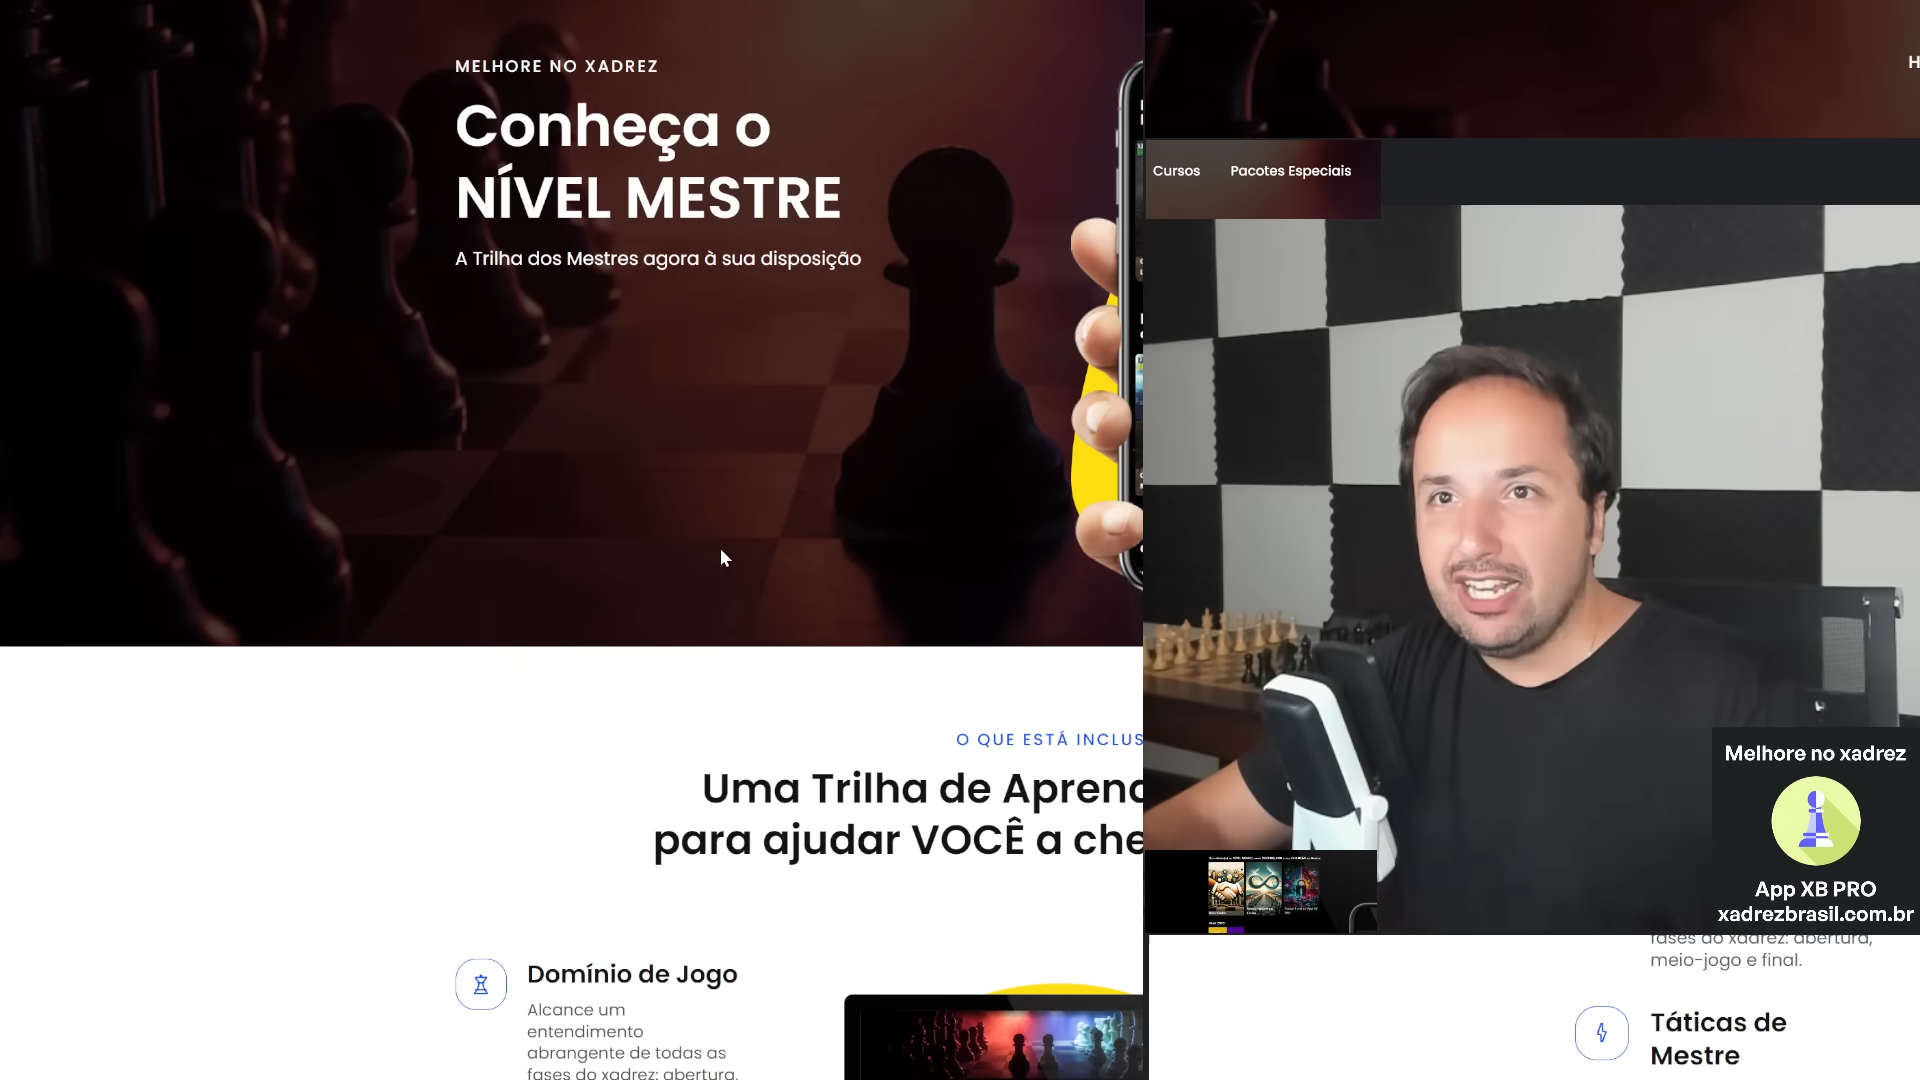 MELHORE NO XADREZ
Conheça o
NÍVEL MESTRE
A Trilha dos Mestres agora à sua disposição
H
Cursos
Pacotes Especiais
O QUE ESTÁ INCLUS
Uma Trilha de Aprend
para ajudar VOCÊ a che
Domínio de Jogo
Alcance um
entendimento
abrangente de todas as
fases do xadrez: abertura,
Melhore no xadrez
App XB PRO
xadrezbrasil.com.br
fases do xadrez: abertura,
meio-jogo e final.
Táticas de
Mestre